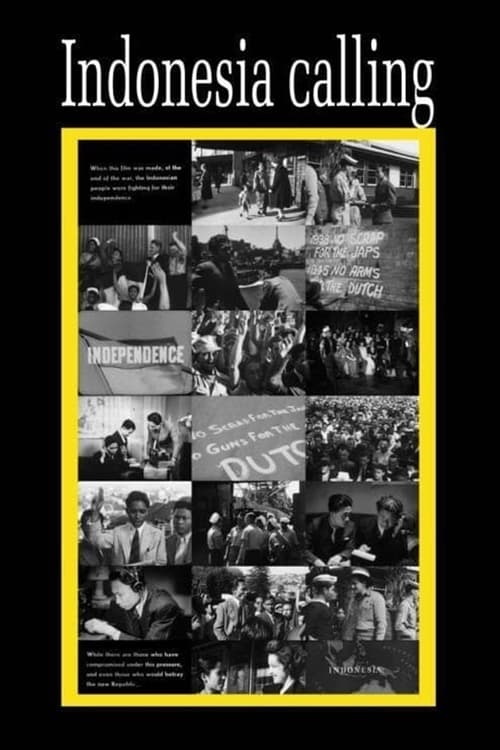 Indonesia calling
When this film was made, at the
end of the war, the Indonesian
people were fighting for their
independence
1938 NO SCRAP
FOR THE JAPS
1945 NO ARMS
THE DUTCH
INDEPENDENCE
NO SCRAP FOR THE JAP
GUNS FOR THE
DUTC
While there are those who have
compromised under this pressure,
and even those who would betray
the new Republic...
INDONESIA